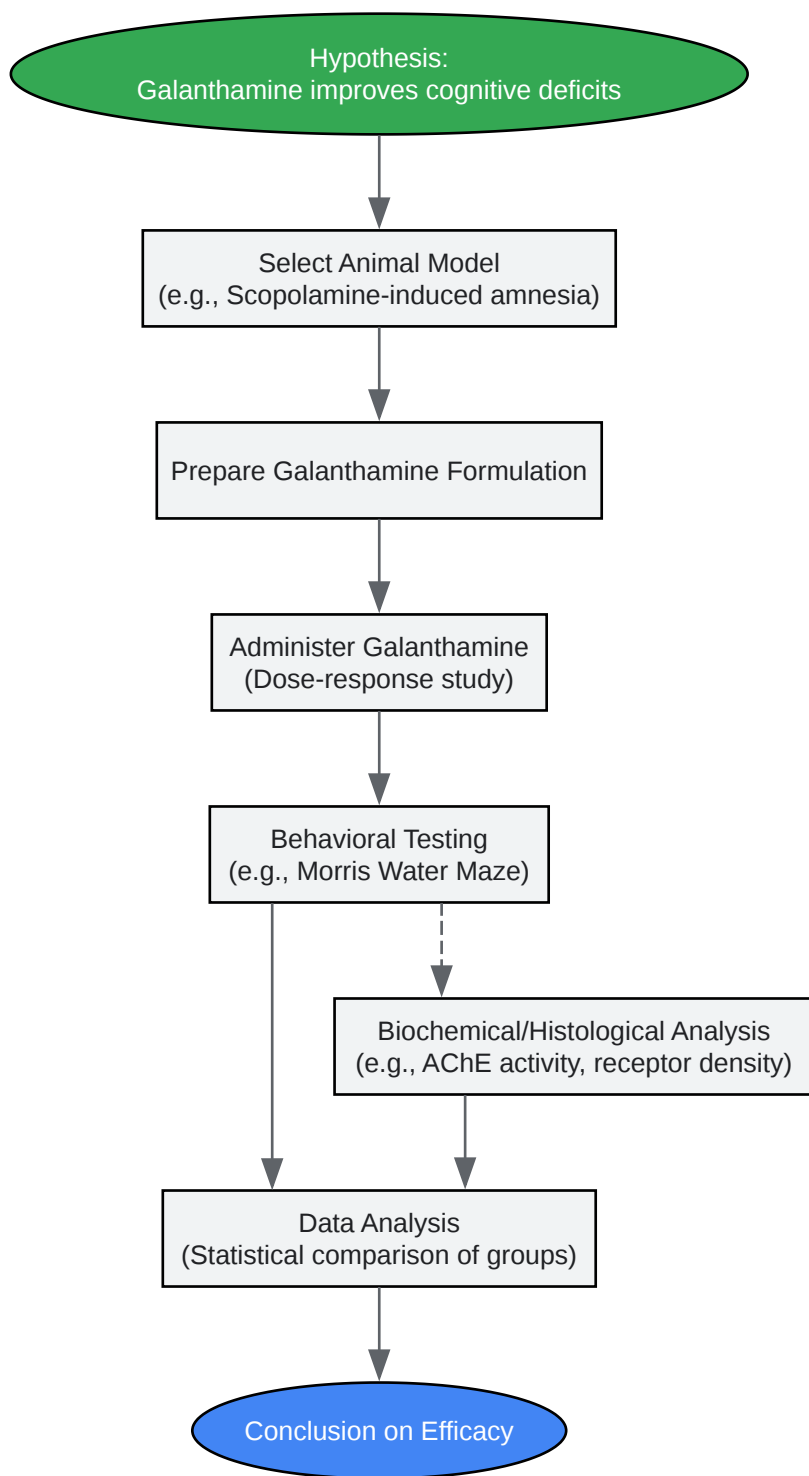 Hypothesis:
Galanthamine improves cognitive deficits
Select Animal Model
(e.g., Scopolamine-induced amnesia)
Prepare Galanthamine Formulation
Administer Galanthamine
(Dose-response study)
Behavioral Testing
(e.g., Morris Water Maze)
Biochemical/Histological Analysis
(e.g., AChE activity, receptor density)
Data Analysis
(Statistical comparison of groups)
Conclusion on Efficacy